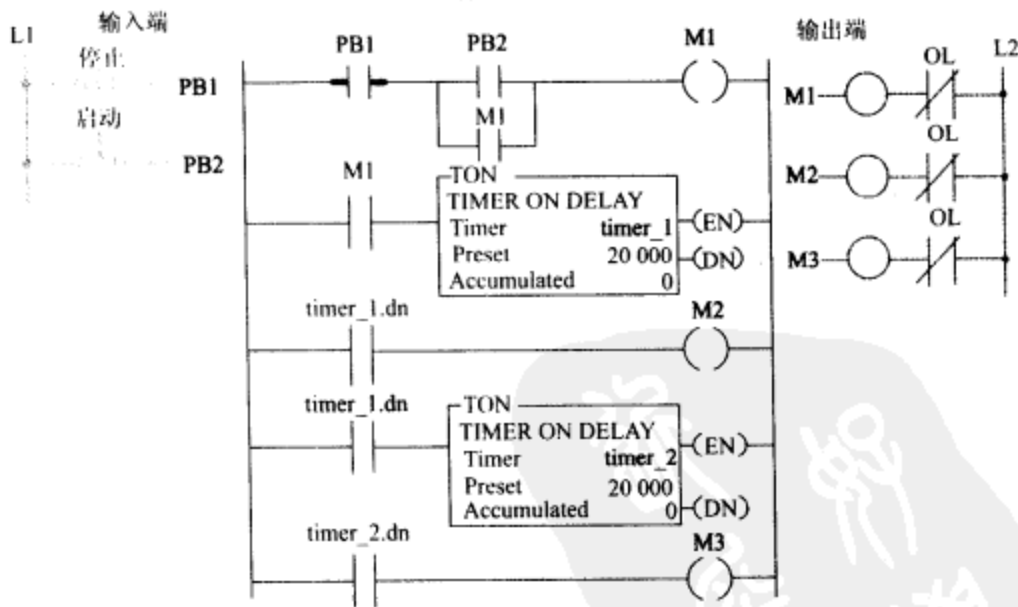 L1
输入端
停止
PB1
启动
PB2
PB1
PB2
M1
M1
M1
TON
TIMER ON DELAY
Timer timer_1
Preset 20 000
Accumulated 0
(EN)
(DN)
timer_1.dn
M2
timer_1.dn
TON
TIMER ON DELAY
Timer timer_2
Preset 20 000
Accumulated 0
(EN)
(DN)
timer_2.dn
M3
输出端
L2
OL
M1
OL
M2
OL
M3